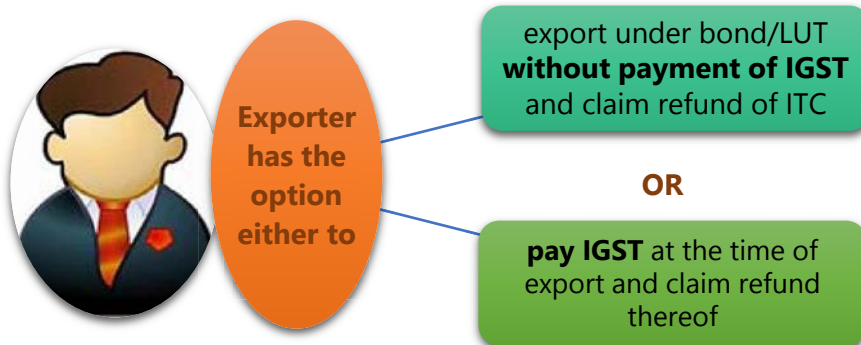 Exporter
has the
option
either to
export under bond/LUT
without payment of IGST
and claim refund of ITC
OR
pay IGST at the time of
export and claim refund
thereof